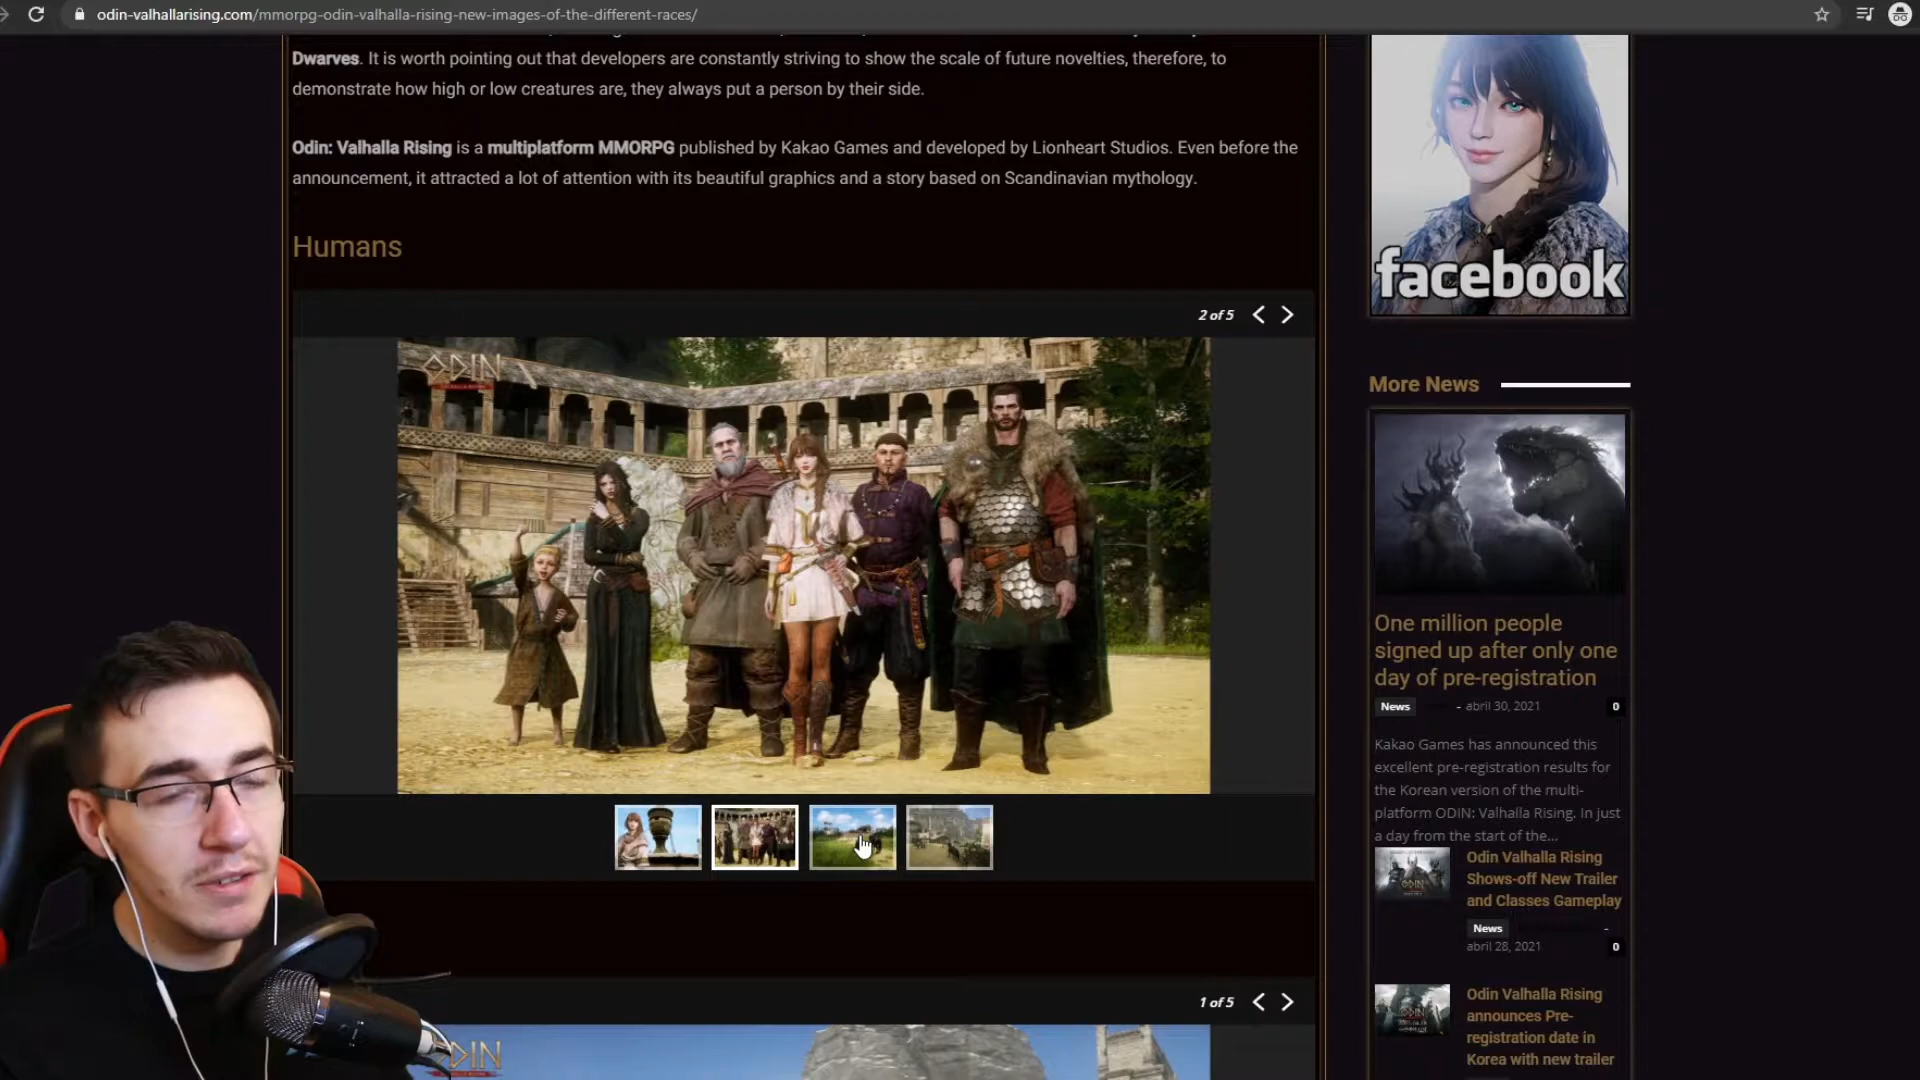 odin-valhallarising.com/mmorpg-odin-valhalla-rising-new-images-of-the-different-races/
Dwarves. It is worth pointing out that developers are constantly striving to show the scale of future novelties, therefore, to
demonstrate how high or low creatures are, they always put a person by their side.
Odin: Valhalla Rising is a multiplatform MMORPG published by Kakao Games and developed by Lionheart Studios. Even before the
announcement, it attracted a lot of attention with its beautiful graphics and a story based on Scandinavian mythology.
Humans
2 of 5
ODIN
VALHALLA RISING
1 of 5
ODIN
facebook
More News
One million people
signed up after only one
day of pre-registration
News
- abril 30, 2021
0
Kakao Games has announced this
excellent pre-registration results for
the Korean version of the multi-
platform ODIN: Valhalla Rising. In just
a day from the start of the...
Odin Valhalla Rising
Shows-off New Trailer
and Classes Gameplay
News
-
abril 28, 2021
0
Odin Valhalla Rising
announces Pre-
registration date in
Korea with new trailer